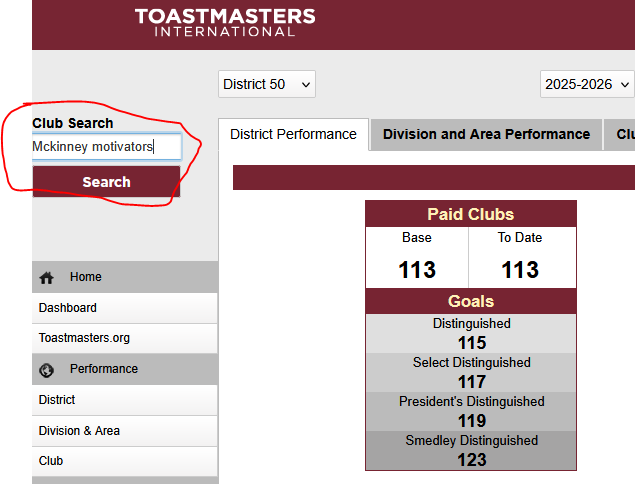 TOASTMASTERS
INTERNATIONAL
District 50
2025-2026
Club Search
Mckinney motivators
Search
District Performance
Division and Area Performance
Paid Clubs
Base
To Date
113
113
Goals
Distinguished
115
Select Distinguished
117
President's Distinguished
119
Smedley Distinguished
123
Home
Dashboard
Toastmasters.org
Performance
District
Division & Area
Club